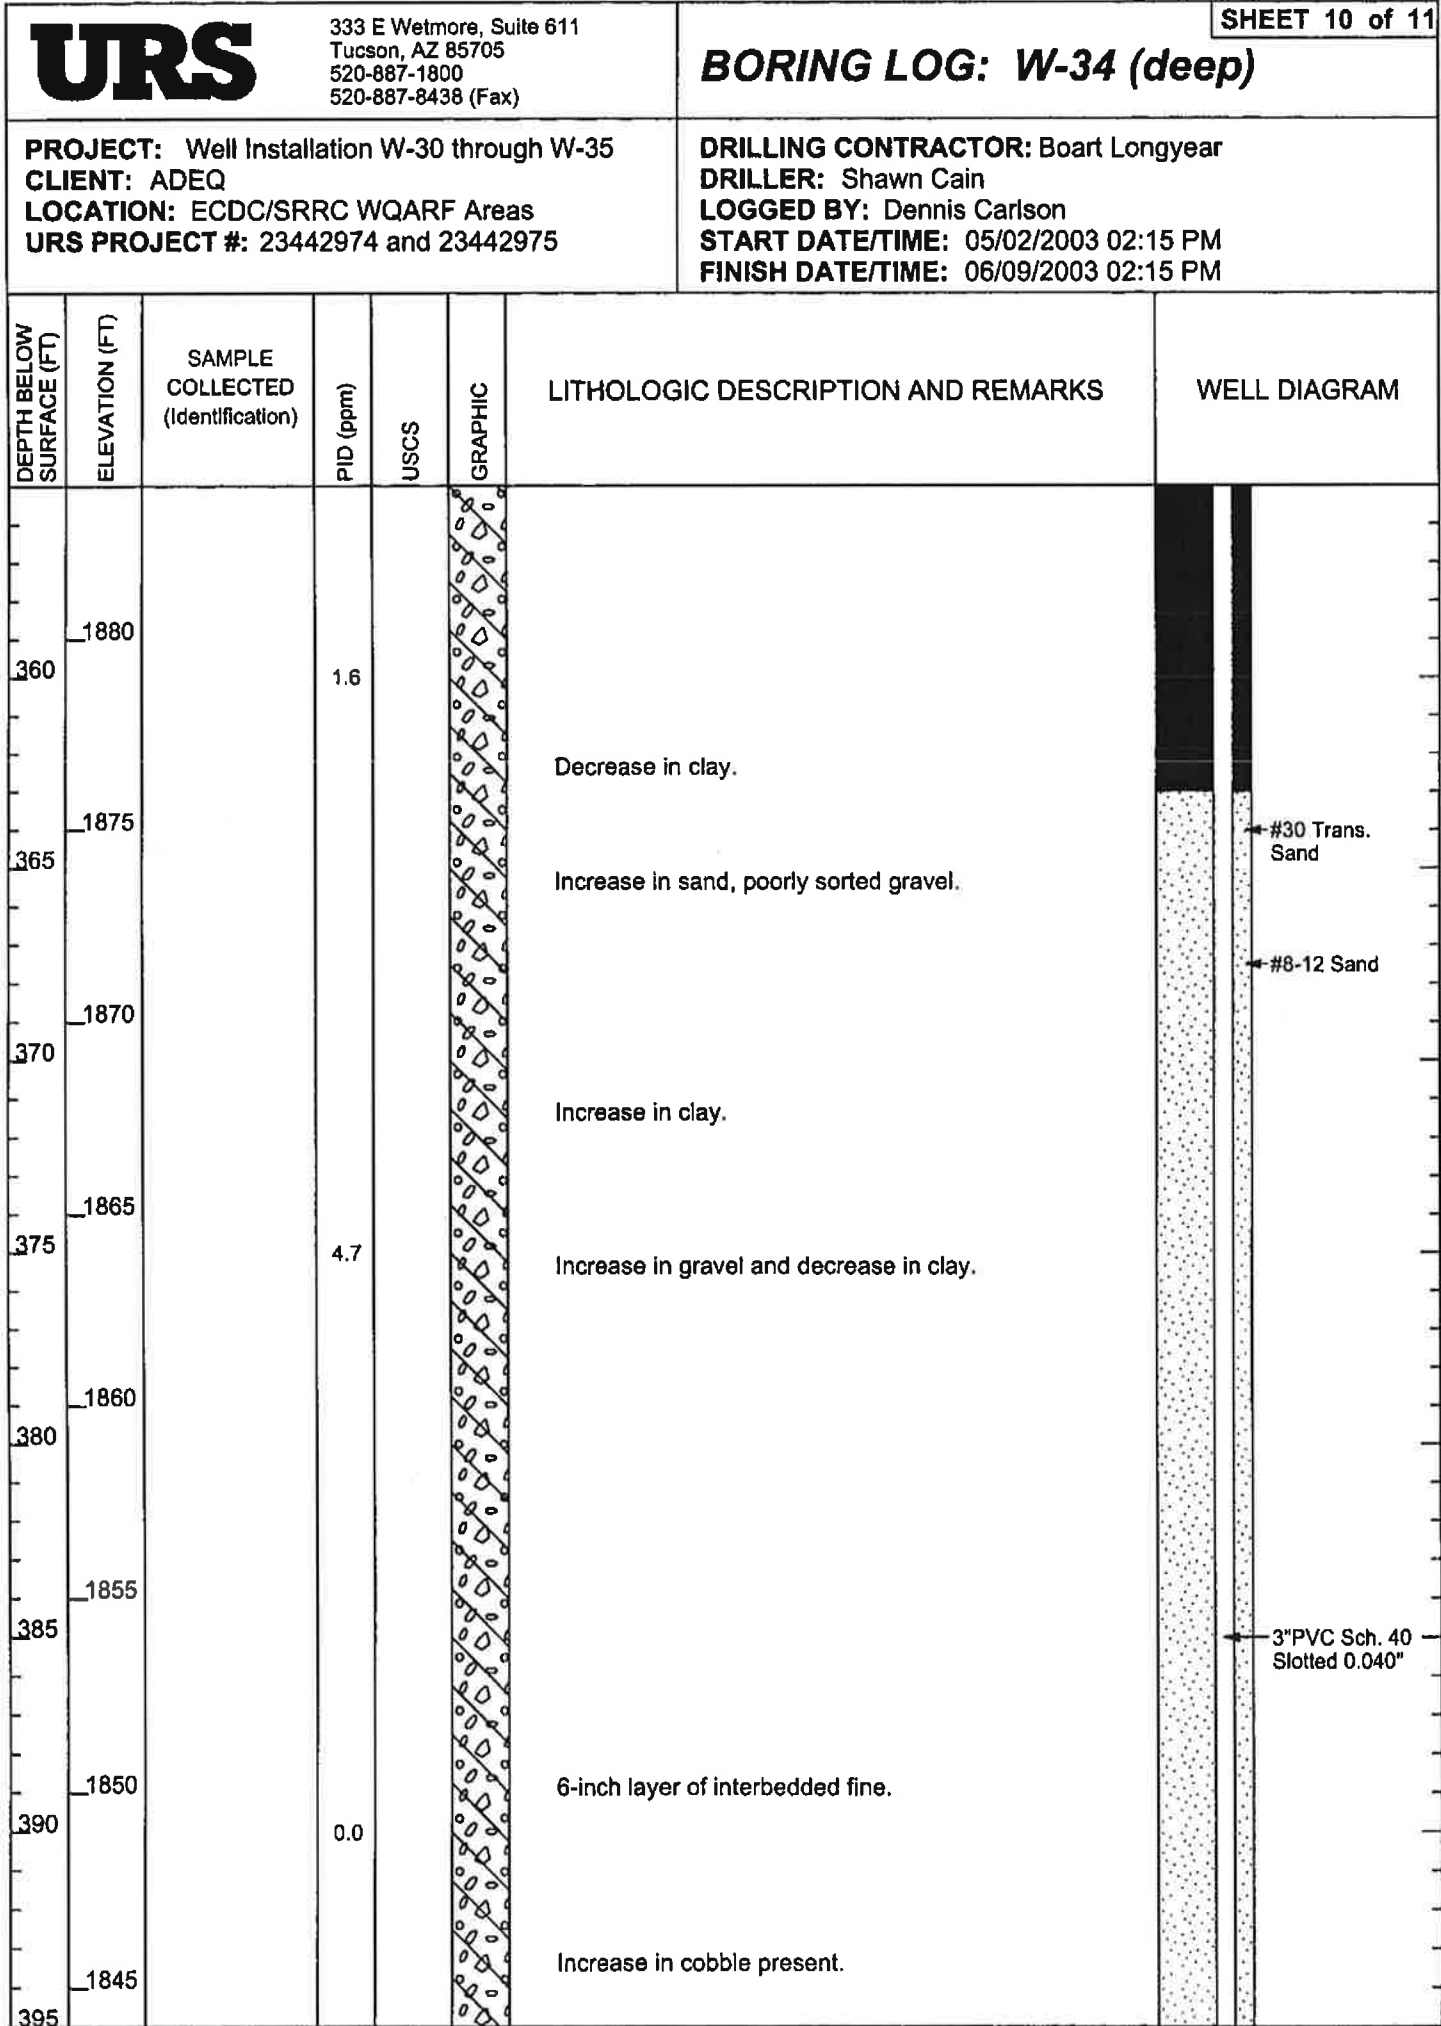 URS
333 E Wetmore, Suite 611
Tucson, AZ 85705
520-887-1800
520-887-8438 (Fax)
SHEET 10 of 11
BORING LOG: W-34 (deep)
PROJECT: Well Installation W-30 through W-35
CLIENT: ADEQ
LOCATION: ECDC/SRRC WQARF Areas
URS PROJECT #: 23442974 and 23442975
DRILLING CONTRACTOR: Boart Longyear
DRILLER: Shawn Cain
LOGGED BY: Dennis Carlson
START DATE/TIME: 05/02/2003 02:15 PM
FINISH DATE/TIME: 06/09/2003 02:15 PM
DEPTH BELOW
SURFACE (FT)
ELEVATION (FT)
SAMPLE
COLLECTED
(Identification)
PID (ppm)
USCS
GRAPHIC
LITHOLOGIC DESCRIPTION AND REMARKS
WELL DIAGRAM
1880
360
1.6
Decrease in clay.
1875
#30 Trans.
Sand
365
Increase in sand, poorly sorted gravel.
#8-12 Sand
1870
370
Increase in clay.
1865
375
4.7
Increase in gravel and decrease in clay.
1860
380
1855
385
3"PVC Sch. 40
Slotted 0.040"
1850
6-inch layer of interbedded fine.
390
0.0
Increase in cobble present.
1845
395